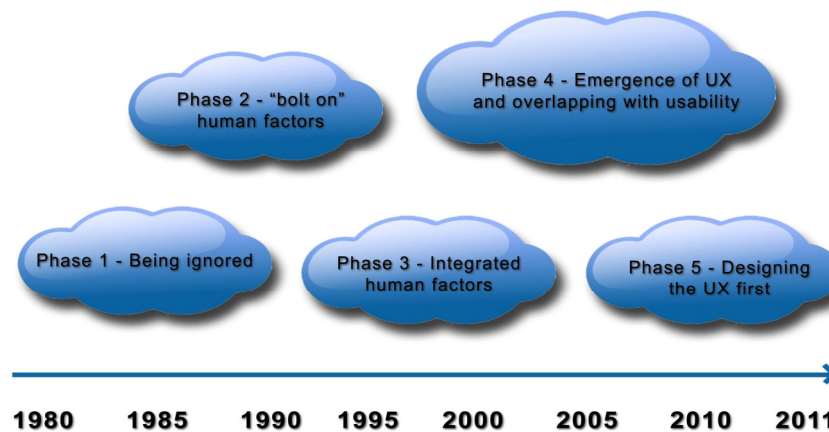 Phase 2 - “bolt on”
human factors
Phase 4 - Emergence of UX
and overlapping with usability
Phase 1 - Being ignored
Phase 3 - Integrated
human factors
Phase 5 - Designing
the UX first
1980 1985 1990 1995 2000 2005 2010 2011